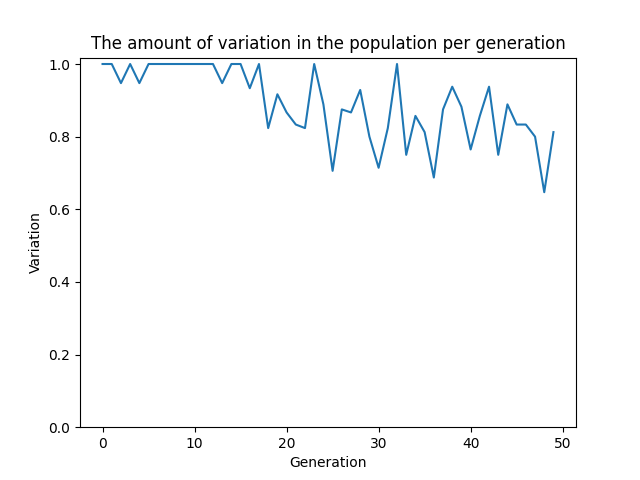 The amount of variation in the population per generation
1.0
0.8
0.6
0.4
0.2
0.0
Variation
0 10 20 30 40 50
Generation